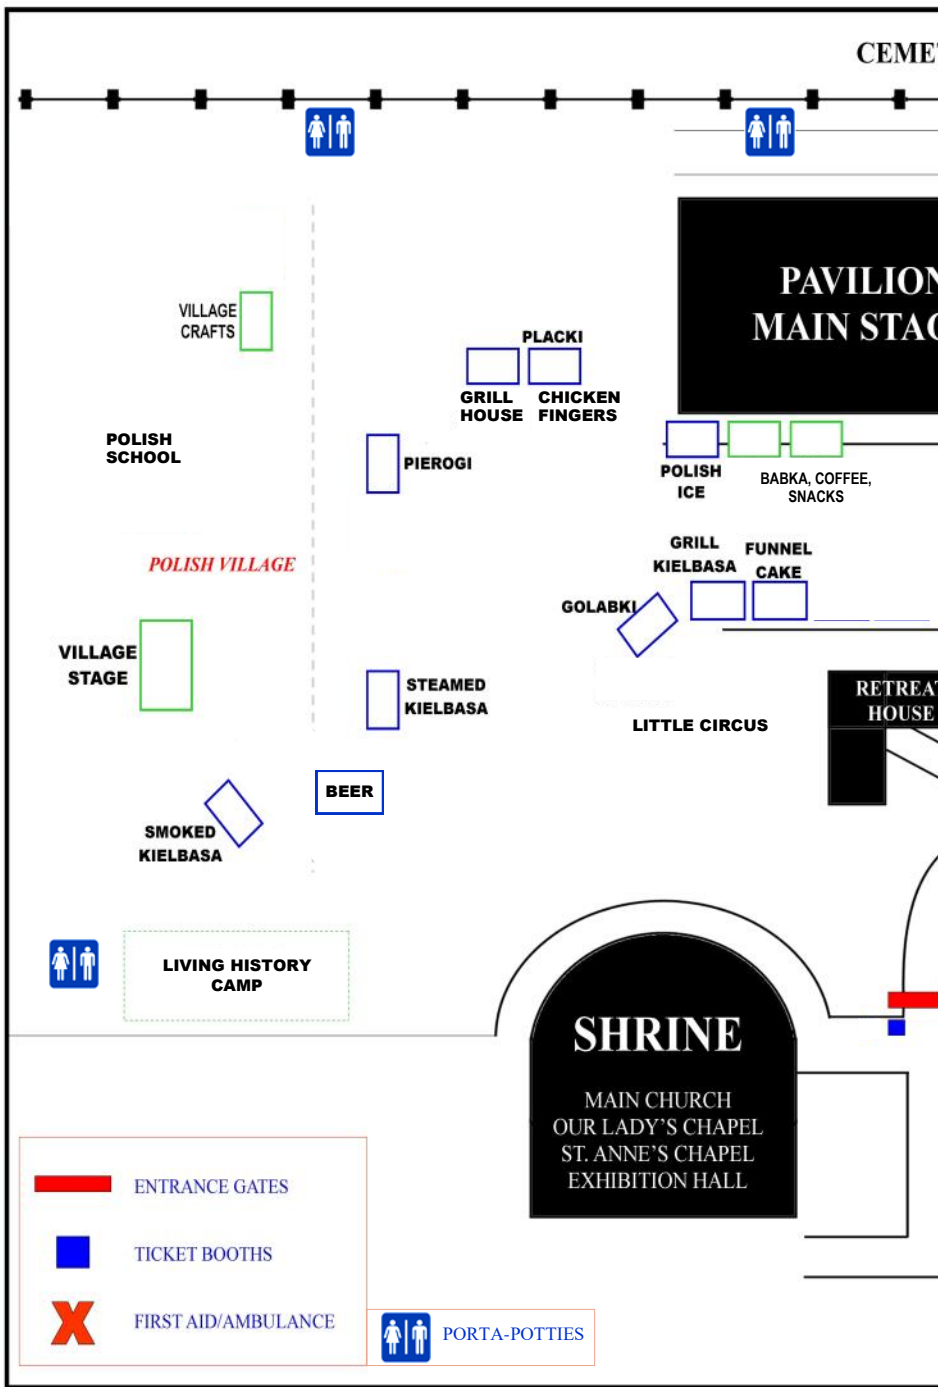 CEME
PAVILION
MAIN STAG
VILLAGE
CRAFTS
PLACKI
GRILL
HOUSE
CHICKEN
FINGERS
POLISH
SCHOOL
PIEROGI
POLISH
ICE
BABKA, COFFEE,
SNACKS
POLISH VILLAGE
GRILL
KIELBASA
FUNNEL
CAKE
GOLABKI
VILLAGE
STAGE
STEAMED
KIELBASA
RETREAT
HOUSE
LITTLE CIRCUS
BEER
SMOKED
KIELBASA
LIVING HISTORY
CAMP
SHRINE
MAIN CHURCH
OUR LADY'S CHAPEL
ST. ANNE'S CHAPEL
EXHIBITION HALL
ENTRANCE GATES
TICKET BOOTHS
FIRST AID/AMBULANCE
PORTA-POTTIES